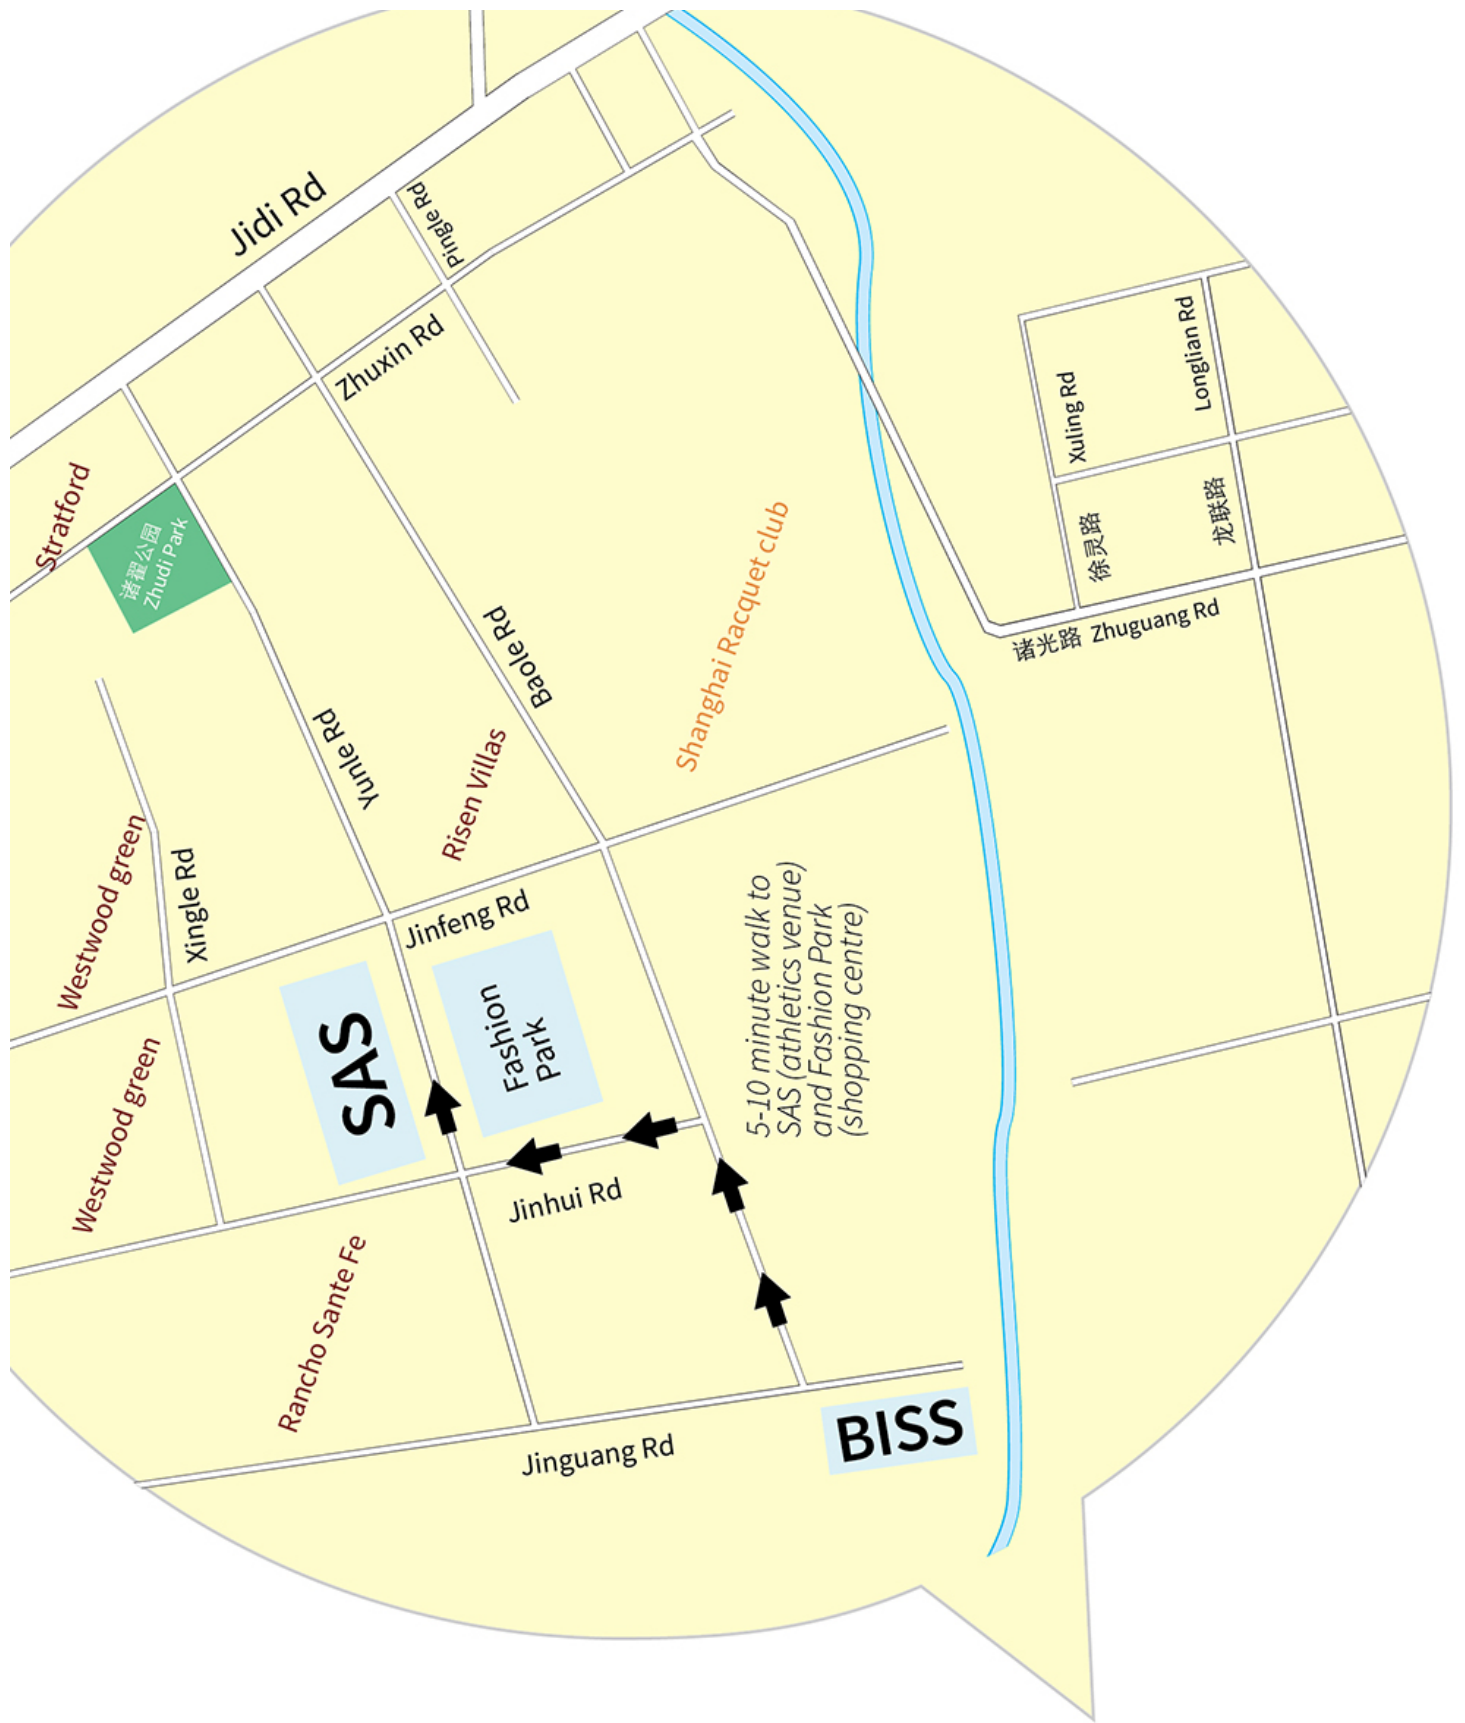 Jidi Rd
Pingle Rd
Zhuxin Rd
Longlian Rd
Xuling Rd
Stratford
诸翟公园
Zhudi Park
龙联路
徐灵路
Shanghai Racquet club
诸光路 Zhuguang Rd
Baole Rd
Yunle Rd
Risen Villas
Westwood green
Xingle Rd
Jinfeng Rd
5-10 minute walk to
SAS (athletics venue)
and Fashion Park
(shopping centre)
SAS
Fashion
Park
Westwood green
Jinhui Rd
Rancho Sante Fe
BISS
Jinguang Rd